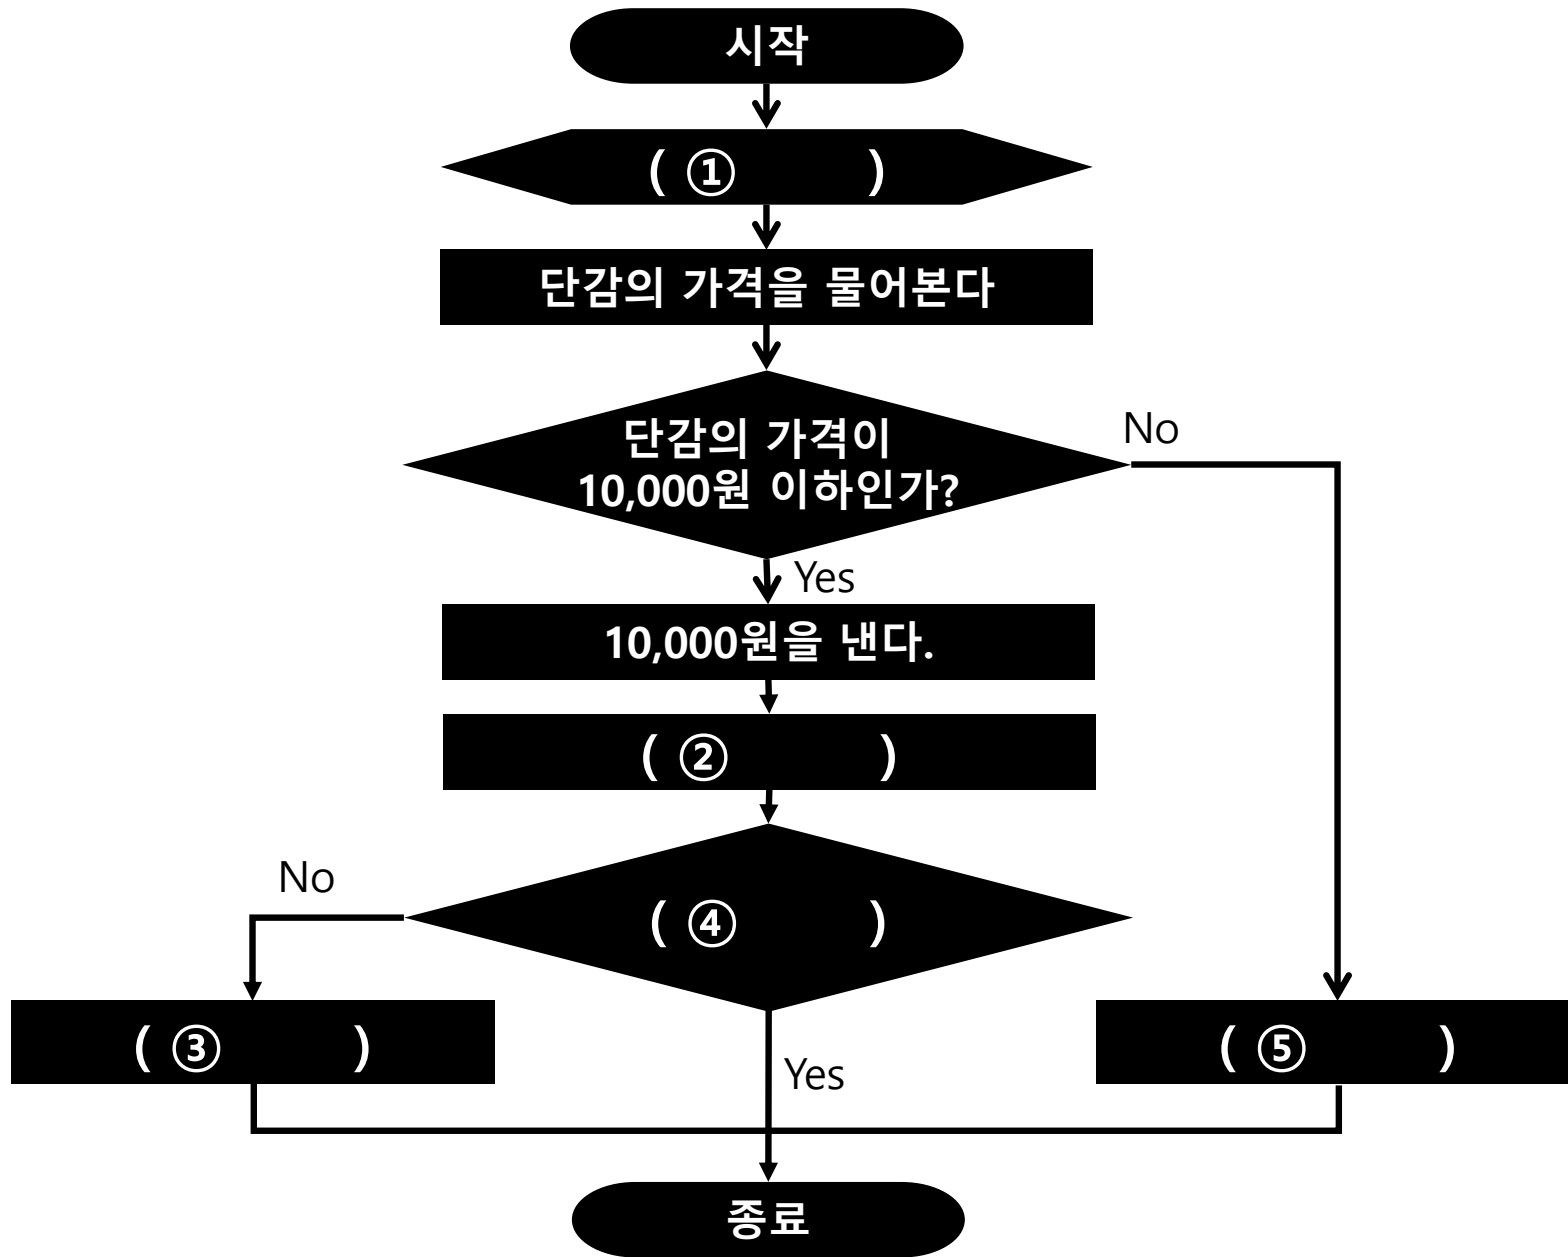 시작
( ① )
단감의 가격을 물어본다
단감의 가격이
10,000원 이하인가?
No
Yes
10,000원을 낸다.
( ② )
( ④ )
No
( ③ )
( ⑤ )
Yes
종료